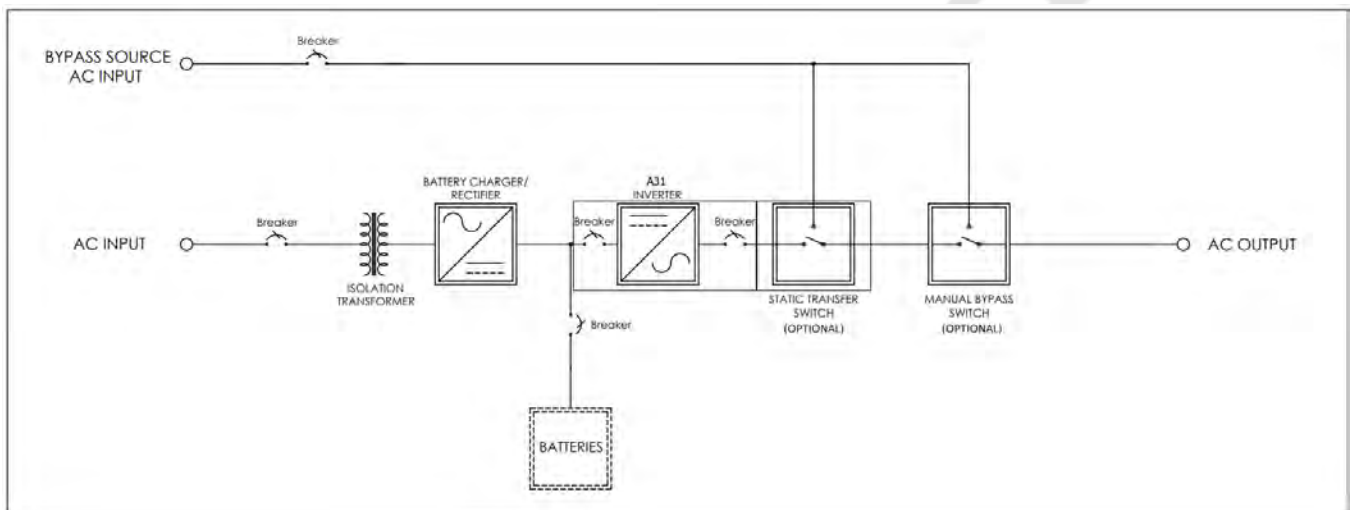 Breaker
BYPASS SOURCE
AC INPUT
BATTERY CHARGER/
RECTIFIER
A31
INVERTER
Breaker
Breaker
Breaker
AC INPUT
AC OUTPUT
ISOLATION
TRANSFORMER
STATIC TRANSFER
SWITCH
(OPTIONAL)
MANUAL BYPASS
SWITCH
(OPTIONAL)
Breaker
BATTERIES